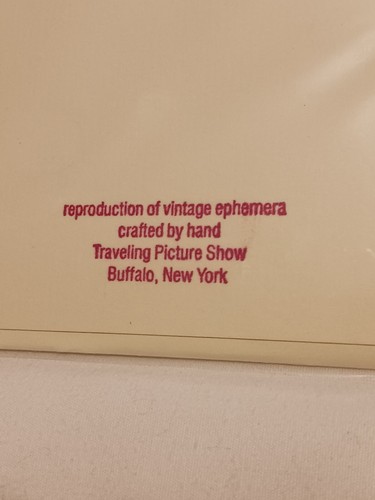 reproduction of vintage ephemera
crafted by hand
Traveling Picture Show
Buffalo, New York